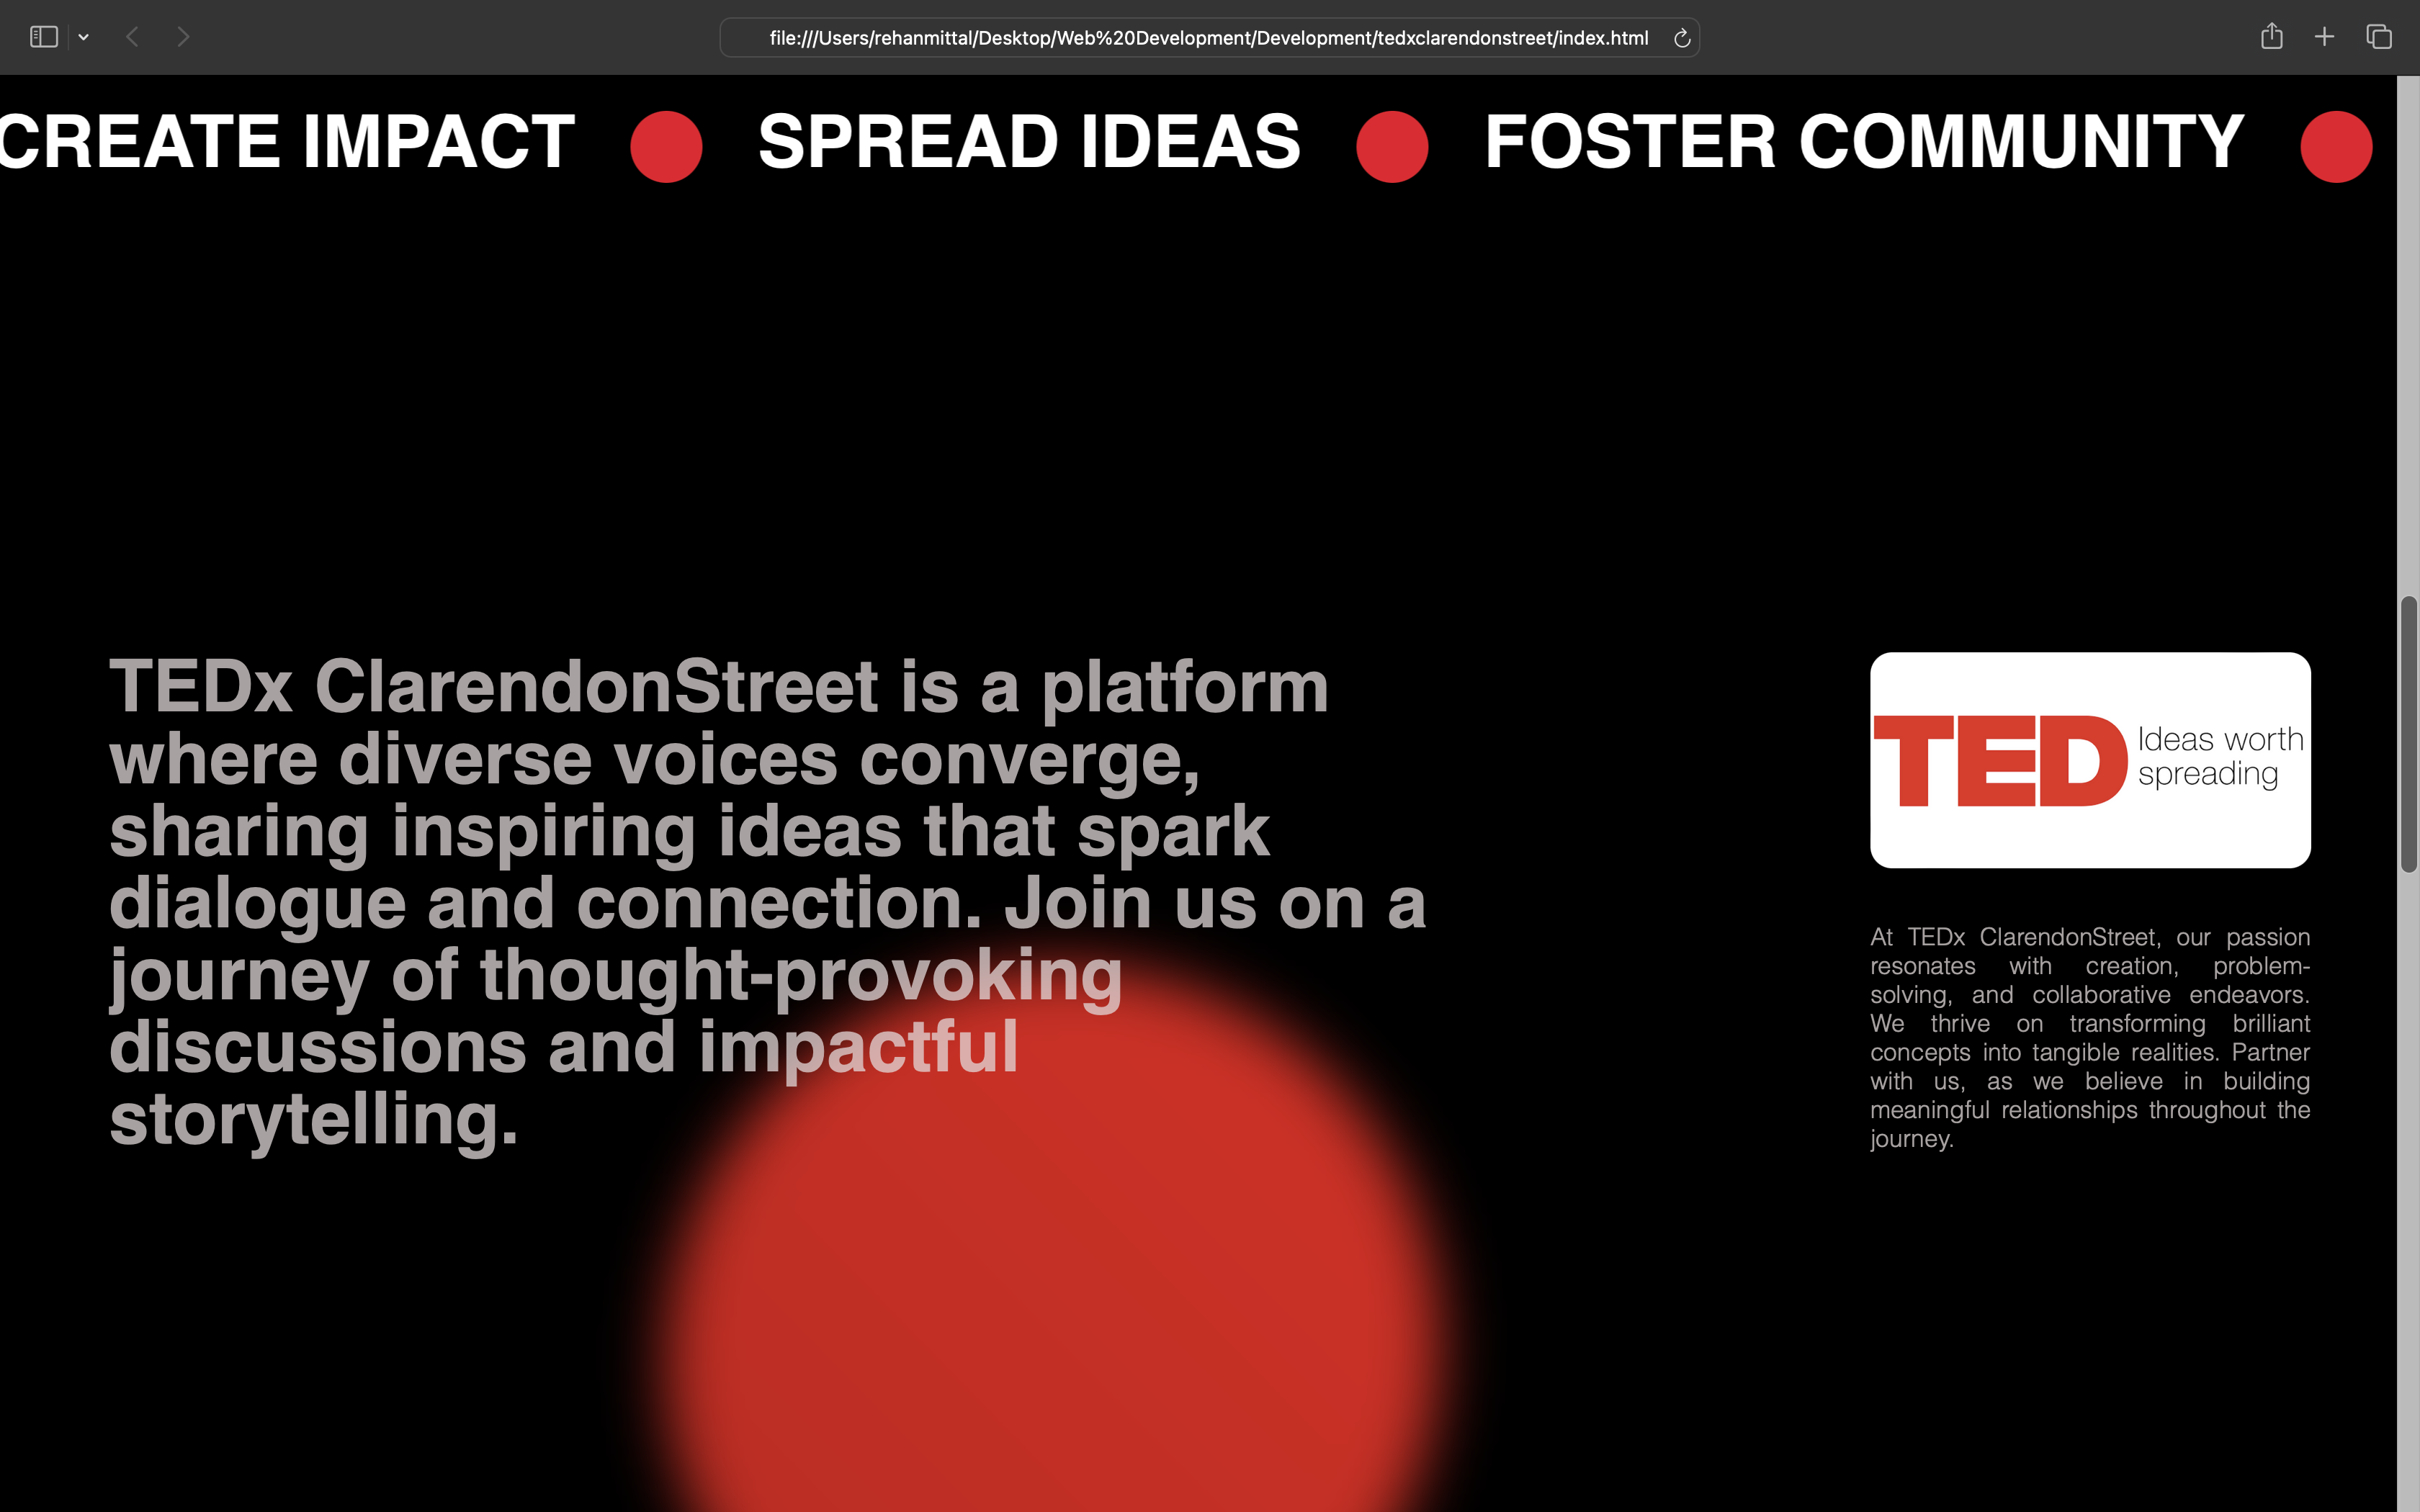 file:///Users/rehanmittal/Desktop/Web%20Development/Development/tedxclarendonstreet/index.html
CREATE IMPACT SPREAD IDEAS FOSTER COMMUNITY
TEDx ClarendonStreet is a platform
where diverse voices converge,
sharing inspiring ideas that spark
dialogue and connection. Join us on a
journey of thought-provoking
discussions and impactful
storytelling.
TED Ideas worth
spreading
At TEDx ClarendonStreet, our passion
resonates with creation, problem-
solving, and collaborative endeavors.
We thrive on transforming brilliant
concepts into tangible realities. Partner
with us, as we believe in building
meaningful relationships throughout the
journey.